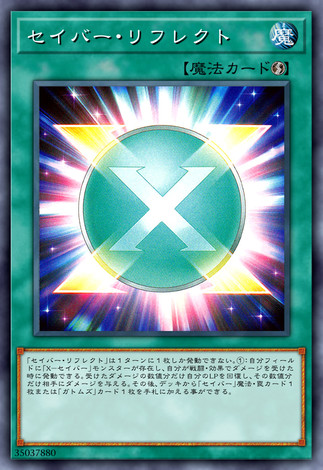 セイバー・リフレクト
魔
【魔法カード】
X
「セイバー・リフレクト」は1ターンに1枚しか発動できない。①:自分フィール
ドに「X-セイバー」モンスターが存在し、自分が戦闘・効果でダメージを受けた
時に発動できる。受けたダメージの数値分だけ自分のLPを回復し、その数値分
だけ相手にダメージを与える。その後、デッキから「セイバー」魔法・罠カード1
枚または「ガトムズ」カード1枚を手札に加える事ができる。
35037880